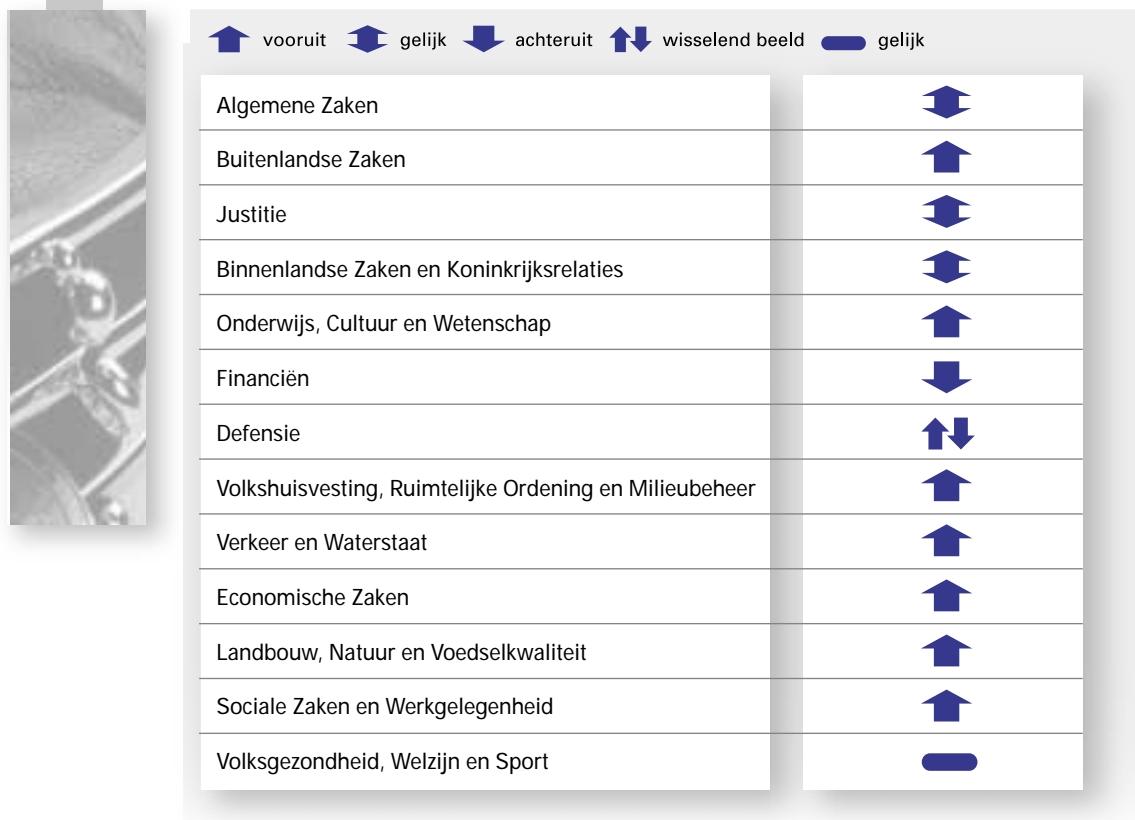 vooruit gelijk achteruit wisselend beeld gelijk
Algemene Zaken
Buitenlandse Zaken
Justitie
Binnenlandse Zaken en Koninkrijksrelaties
Onderwijs, Cultuur en Wetenschap
Financiën
Defensie
Volkshuisvesting, Ruimtelijke Ordening en Milieubeheer
Verkeer en Waterstaat
Economische Zaken
Landbouw, Natuur en Voedselkwaliteit
Sociale Zaken en Werkgelegenheid
Volksgezondheid, Welzijn en Sport